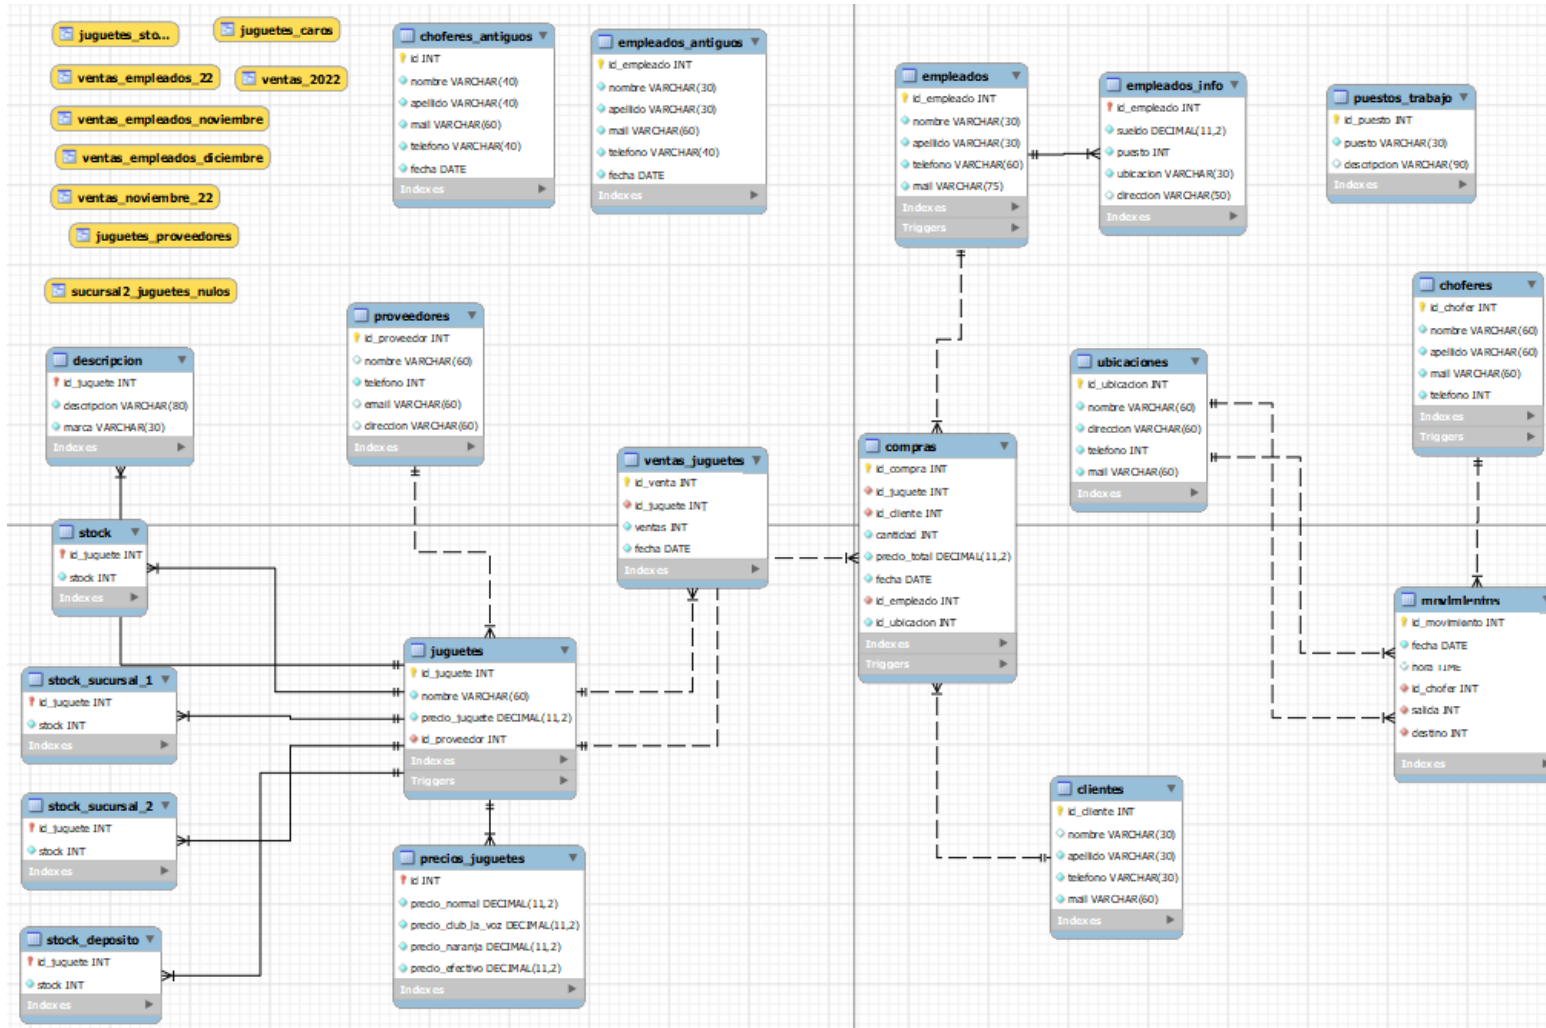 juguetes_sto...
juguetes_caros
ventas_empleados_22
ventas_2022
ventas_empleados_noviembre
ventas_empleados_diciembre
ventas_noviembre_22
juguetes_proveedores
sucursal2_juguetes_nulos
choferes_antiguos
id INT
nombre VARCHAR(40)
apellido VARCHAR(40)
mail VARCHAR(60)
telefono VARCHAR(40)
fecha DATE
Indexes
empleados_antiguos
id_empleado INT
nombre VARCHAR(30)
apellido VARCHAR(30)
mail VARCHAR(60)
telefono VARCHAR(40)
fecha DATE
Indexes
empleados
id_empleado INT
nombre VARCHAR(30)
apellido VARCHAR(30)
telefono VARCHAR(60)
mail VARCHAR(75)
Indexes
Triggers
empleados_info
id_empleado INT
sueldo DECIMAL(11,2)
puesto INT
ubicacion VARCHAR(30)
direccion VARCHAR(50)
Indexes
puestos_trabajo
id_puesto INT
puesto VARCHAR(30)
descripcion VARCHAR(90)
Indexes
descripcion
id_juguete INT
descripcion VARCHAR(80)
marca VARCHAR(30)
Indexes
proveedores
id_proveedor INT
nombre VARCHAR(60)
telefono INT
email VARCHAR(60)
direccion VARCHAR(60)
Indexes
ventas_juguetes
id_venta INT
id_juguete INT
ventas INT
fecha DATE
Indexes
compras
id_compra INT
id_juguete INT
id_cliente INT
cantidad INT
precio_total DECIMAL(11,2)
fecha DATE
id_empleado INT
id_ubicacion INT
Indexes
Triggers
ubicaciones
id_ubicacion INT
nombre VARCHAR(60)
direccion VARCHAR(60)
telefono INT
mail VARCHAR(60)
Indexes
choferes
id_chofer INT
nombre VARCHAR(60)
apellido VARCHAR(60)
mail VARCHAR(60)
telefono INT
Indexes
Triggers
stock
id_juguete INT
stock INT
Indexes
stock_sucursal_1
id_juguete INT
stock INT
Indexes
stock_sucursal_2
id_juguete INT
stock INT
Indexes
stock_deposito
id_juguete INT
stock INT
Indexes
juguetes
id_juguete INT
nombre VARCHAR(60)
precio_juguete DECIMAL(11,2)
id_proveedor INT
Indexes
Triggers
precios_juguetes
id INT
precio_normal DECIMAL(11,2)
precio_club_la_voz DECIMAL(11,2)
precio_naranja DECIMAL(11,2)
precio_efectivo DECIMAL(11,2)
Indexes
clientes
id_cliente INT
nombre VARCHAR(30)
apellido VARCHAR(30)
telefono VARCHAR(30)
mail VARCHAR(60)
Indexes
movimientos
id_movimiento INT
fecha DATE
hora TIME
id_chofer INT
salida INT
destino INT
Indexes